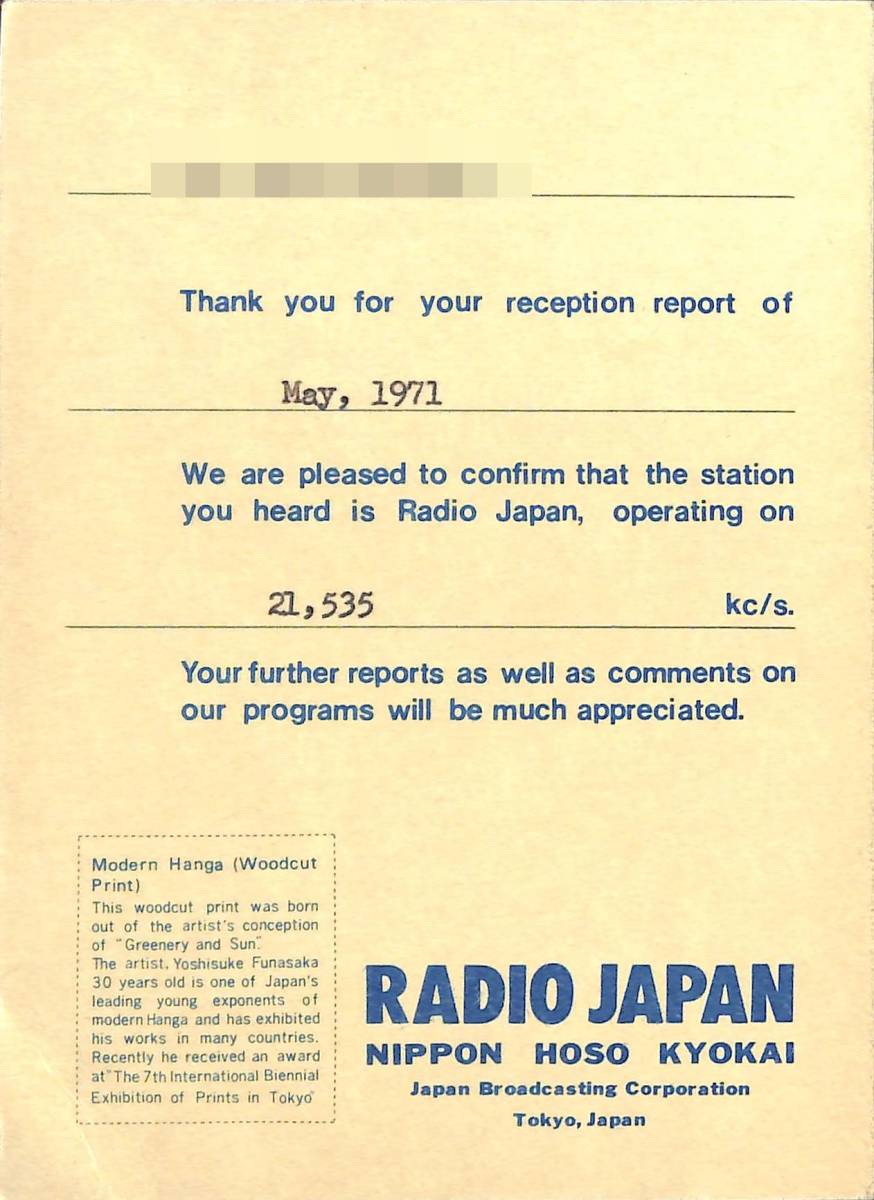 Thank you for your reception report of
May, 1971
We are pleased to confirm that the station
you heard is Radio Japan, operating on
21,535 kc/s.
Your further reports as well as comments on
our programs will be much appreciated.
Modern Hanga (Woodcut
Print)
This woodcut print was born
out of the artist's conception
of "Greenery and Sun".
The artist, Yoshisuke Funasaka
30 years old is one of Japan's
leading young exponents of
modern Hanga and has exhibited
his works in many countries.
Recently he received an award
at "The 7th International Biennial
Exhibition of Prints in Tokyo"
RADIO JAPAN
NIPPON HOSO KYOKAI
Japan Broadcasting Corporation
Tokyo, Japan